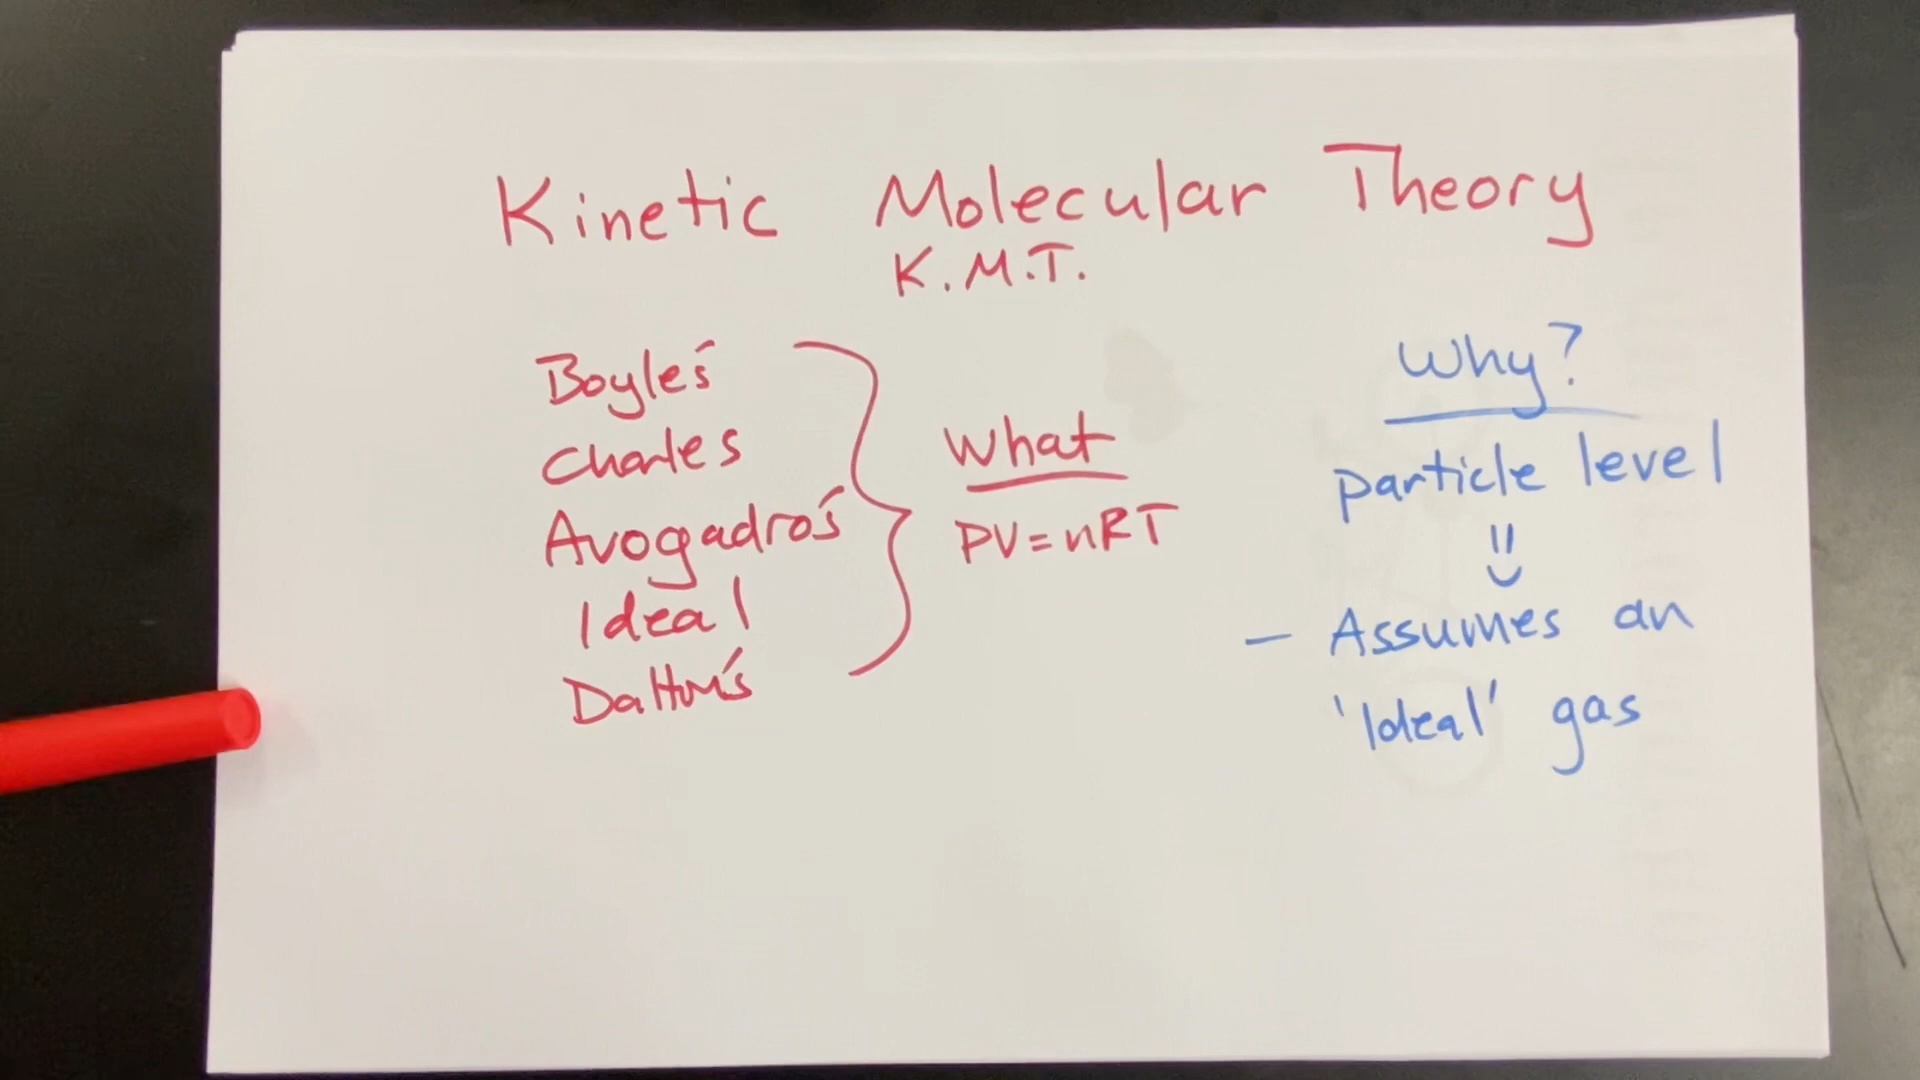 Kinetic Molecular Theory
K.M.T.
Boyle's
Charles
Avogadro's
Ideal
Dalton's
What
PV=nRT
Why?
particle level
– Assumes an
'Ideal' gas